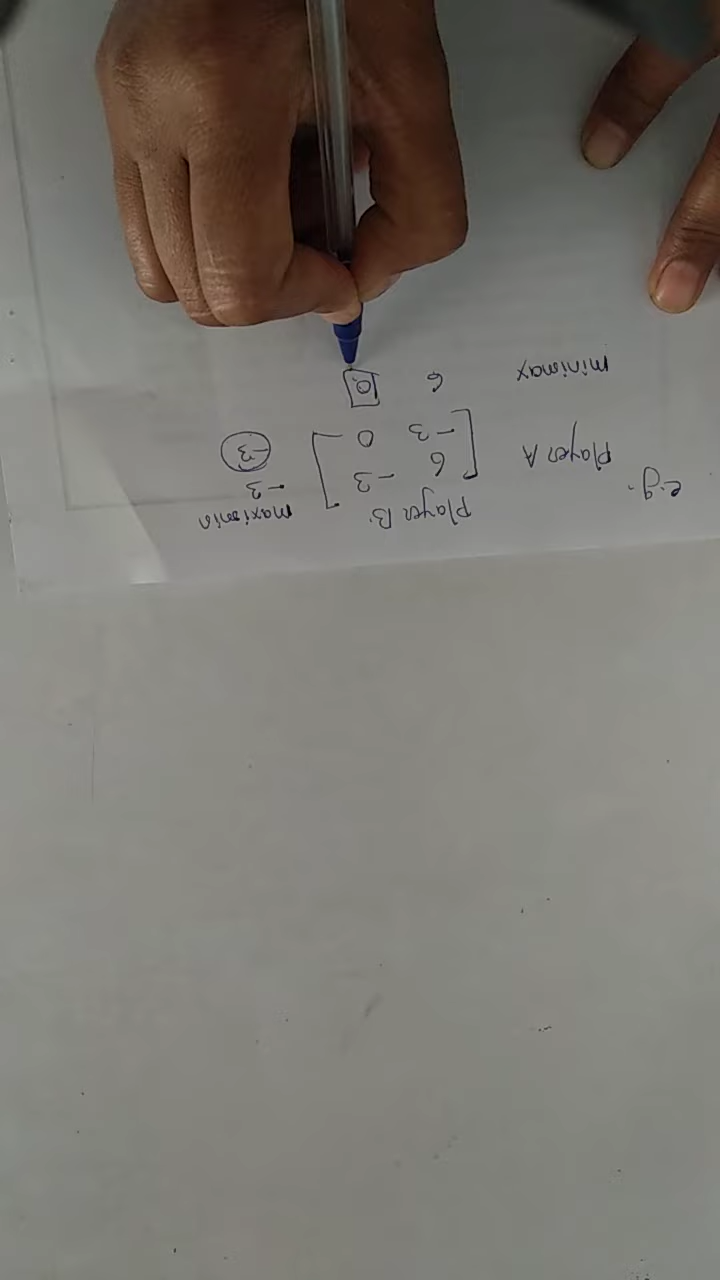 e.g. Player B. maximin
Player A [ 6 -3 ] -3
[ -3 0 ] -3
minimax 6 0